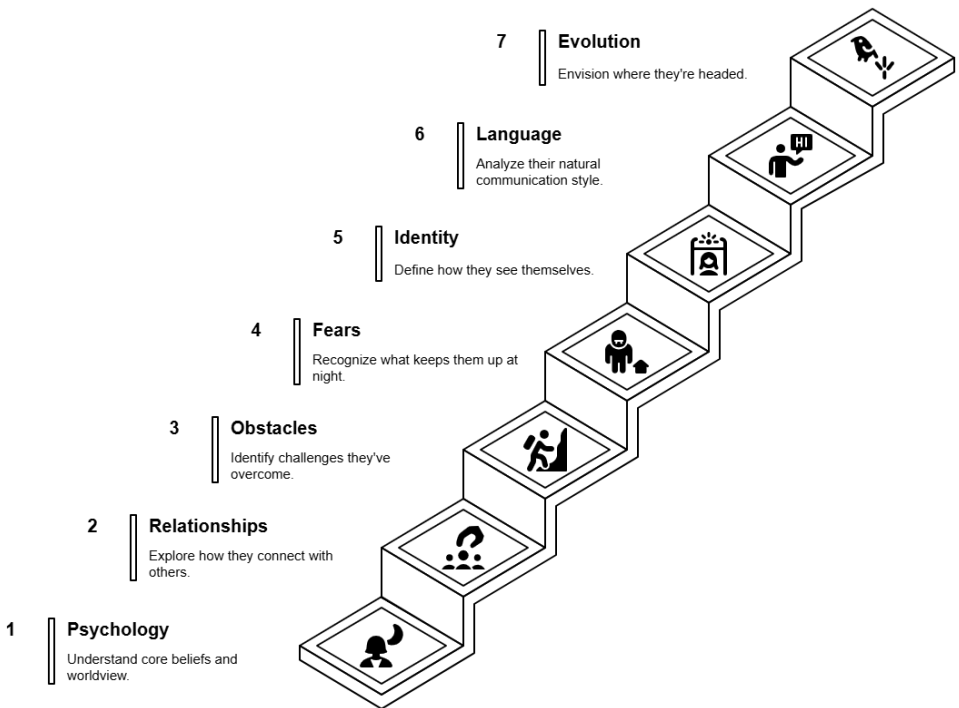 7
Evolution
Envision where they're headed.
6
Language
Analyze their natural
communication style.
HI
5
Identity
Define how they see themselves.
4
Fears
Recognize what keeps them up at
night.
3
Obstacles
Identify challenges they've
overcome.
2
Relationships
Explore how they connect with
others.
1
Psychology
Understand core beliefs and
worldview.